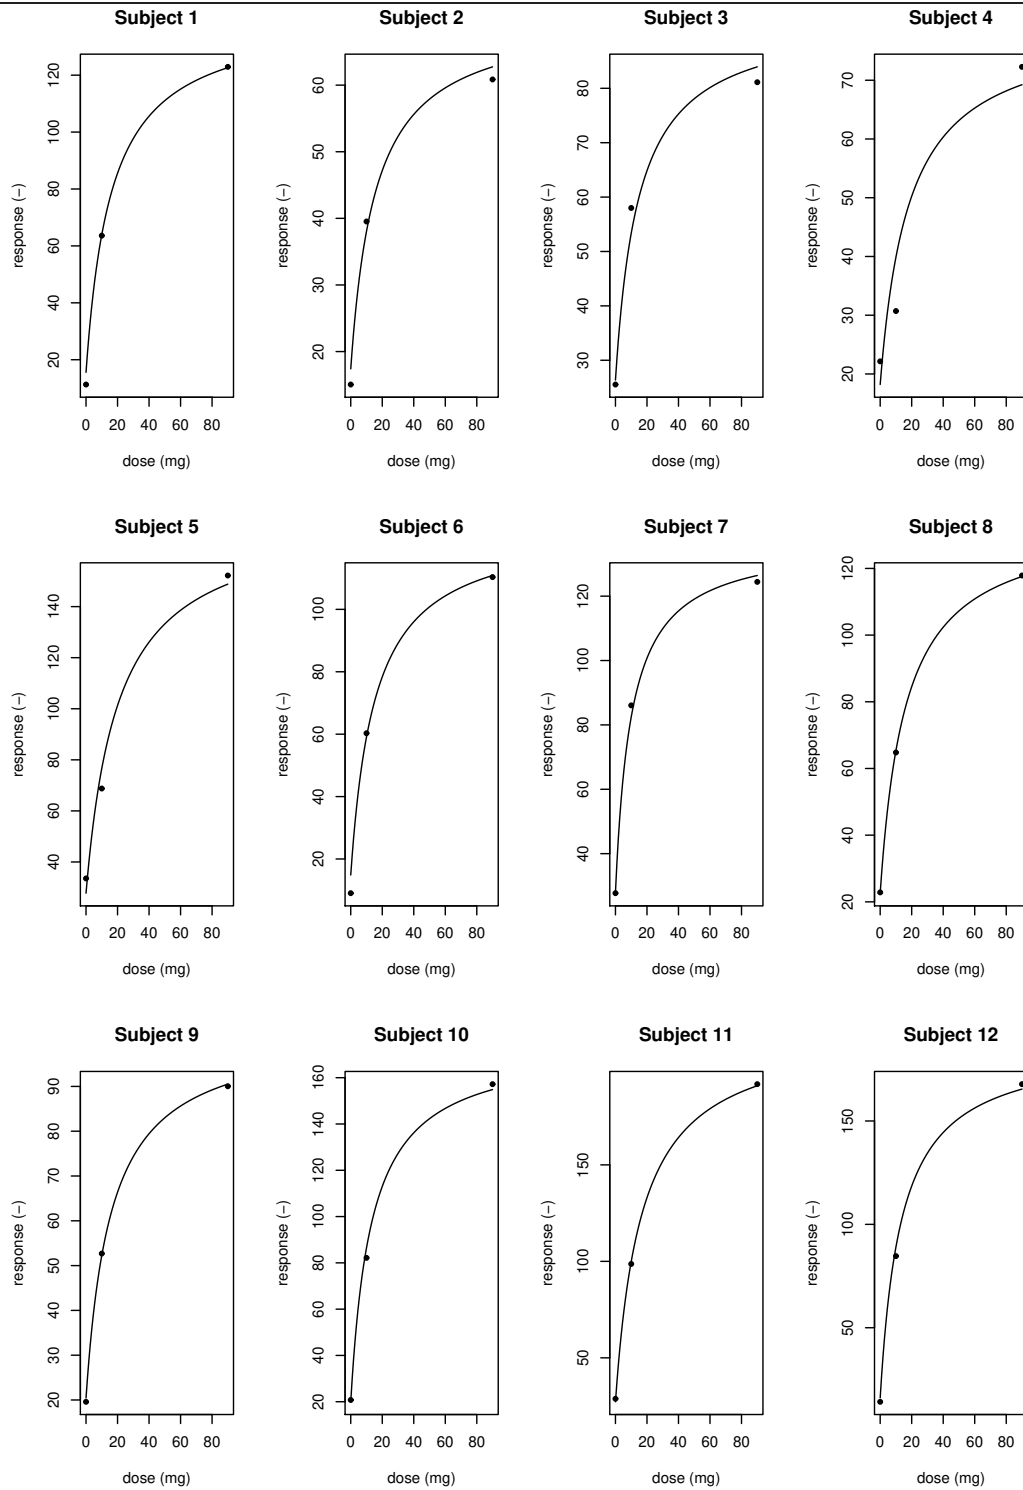 Subject 1
Subject 2
Subject 3
Subject 4
120
100
80
60
40
20
response (−)
0 20 40 60 80
dose (mg)
60
50
40
30
20
response (−)
0 20 40 60 80
dose (mg)
80
70
60
50
40
30
response (−)
0 20 40 60 80
dose (mg)
70
60
50
40
30
20
response (−)
0 20 40 60 80
dose (mg)
Subject 5
Subject 6
Subject 7
Subject 8
140
120
100
80
60
40
response (−)
0 20 40 60 80
dose (mg)
100
80
60
40
20
response (−)
0 20 40 60 80
dose (mg)
120
100
80
60
40
response (−)
0 20 40 60 80
dose (mg)
120
100
80
60
40
20
response (−)
0 20 40 60 80
dose (mg)
Subject 9
Subject 10
Subject 11
Subject 12
90
80
70
60
50
40
30
20
response (−)
0 20 40 60 80
dose (mg)
160
140
120
100
80
60
40
20
response (−)
0 20 40 60 80
dose (mg)
150
100
50
response (−)
0 20 40 60 80
dose (mg)
150
100
50
response (−)
0 20 40 60 80
dose (mg)